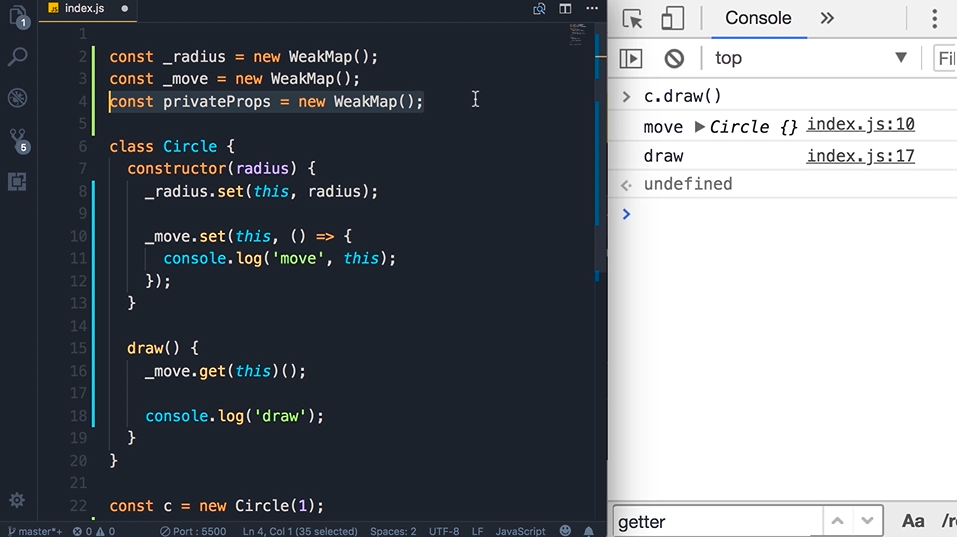 index.js
Console
top
Fil
1
2 const _radius = new WeakMap();
3 const _move = new WeakMap();
4 const privateProps = new WeakMap();
5
6 class Circle {
7 constructor(radius) {
8 _radius.set(this, radius);
9
10 _move.set(this, () => {
11 console.log('move', this);
12 });
13 }
14
15 draw() {
16 _move.get(this)();
17
18 console.log('draw');
19 }
20 }
21
22 const c = new Circle(1);
1
5
> c.draw()
move ▶Circle {} index.js:10
draw index.js:17
undefined
getter
Aa
master*+ 0 0 Port : 5500 Ln 4, Col 1 (35 selected) Spaces: 2 UTF-8 LF JavaScript